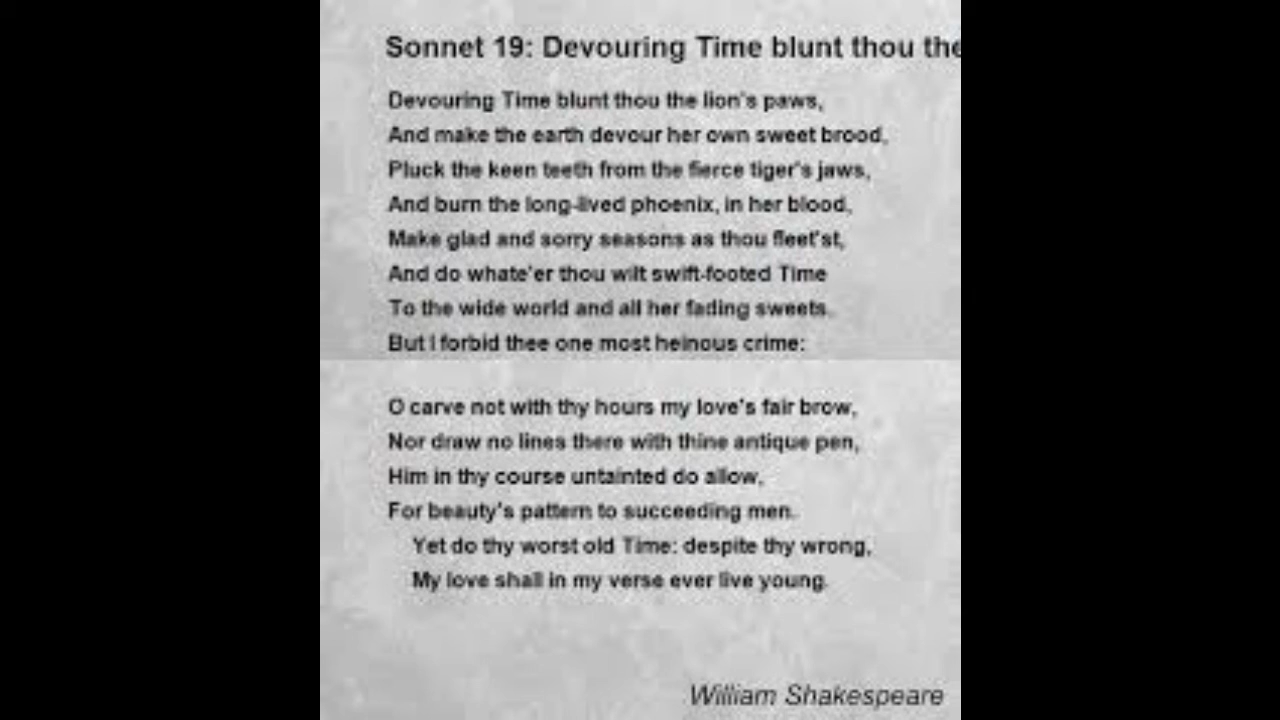 Sonnet 19: Devouring Time blunt thou the
Devouring Time blunt thou the lion's paws,
And make the earth devour her own sweet brood,
Pluck the keen teeth from the fierce tiger's jaws,
And burn the long-lived phoenix, in her blood,
Make glad and sorry seasons as thou fleet'st,
And do whate'er thou wilt swift-footed Time
To the wide world and all her fading sweets.
But I forbid thee one most heinous crime:
O carve not with thy hours my love's fair brow,
Nor draw no lines there with thine antique pen,
Him in thy course untainted do allow,
For beauty's pattern to succeeding men.
Yet do thy worst old Time: despite thy wrong,
My love shall in my verse ever live young.
William Shakespeare